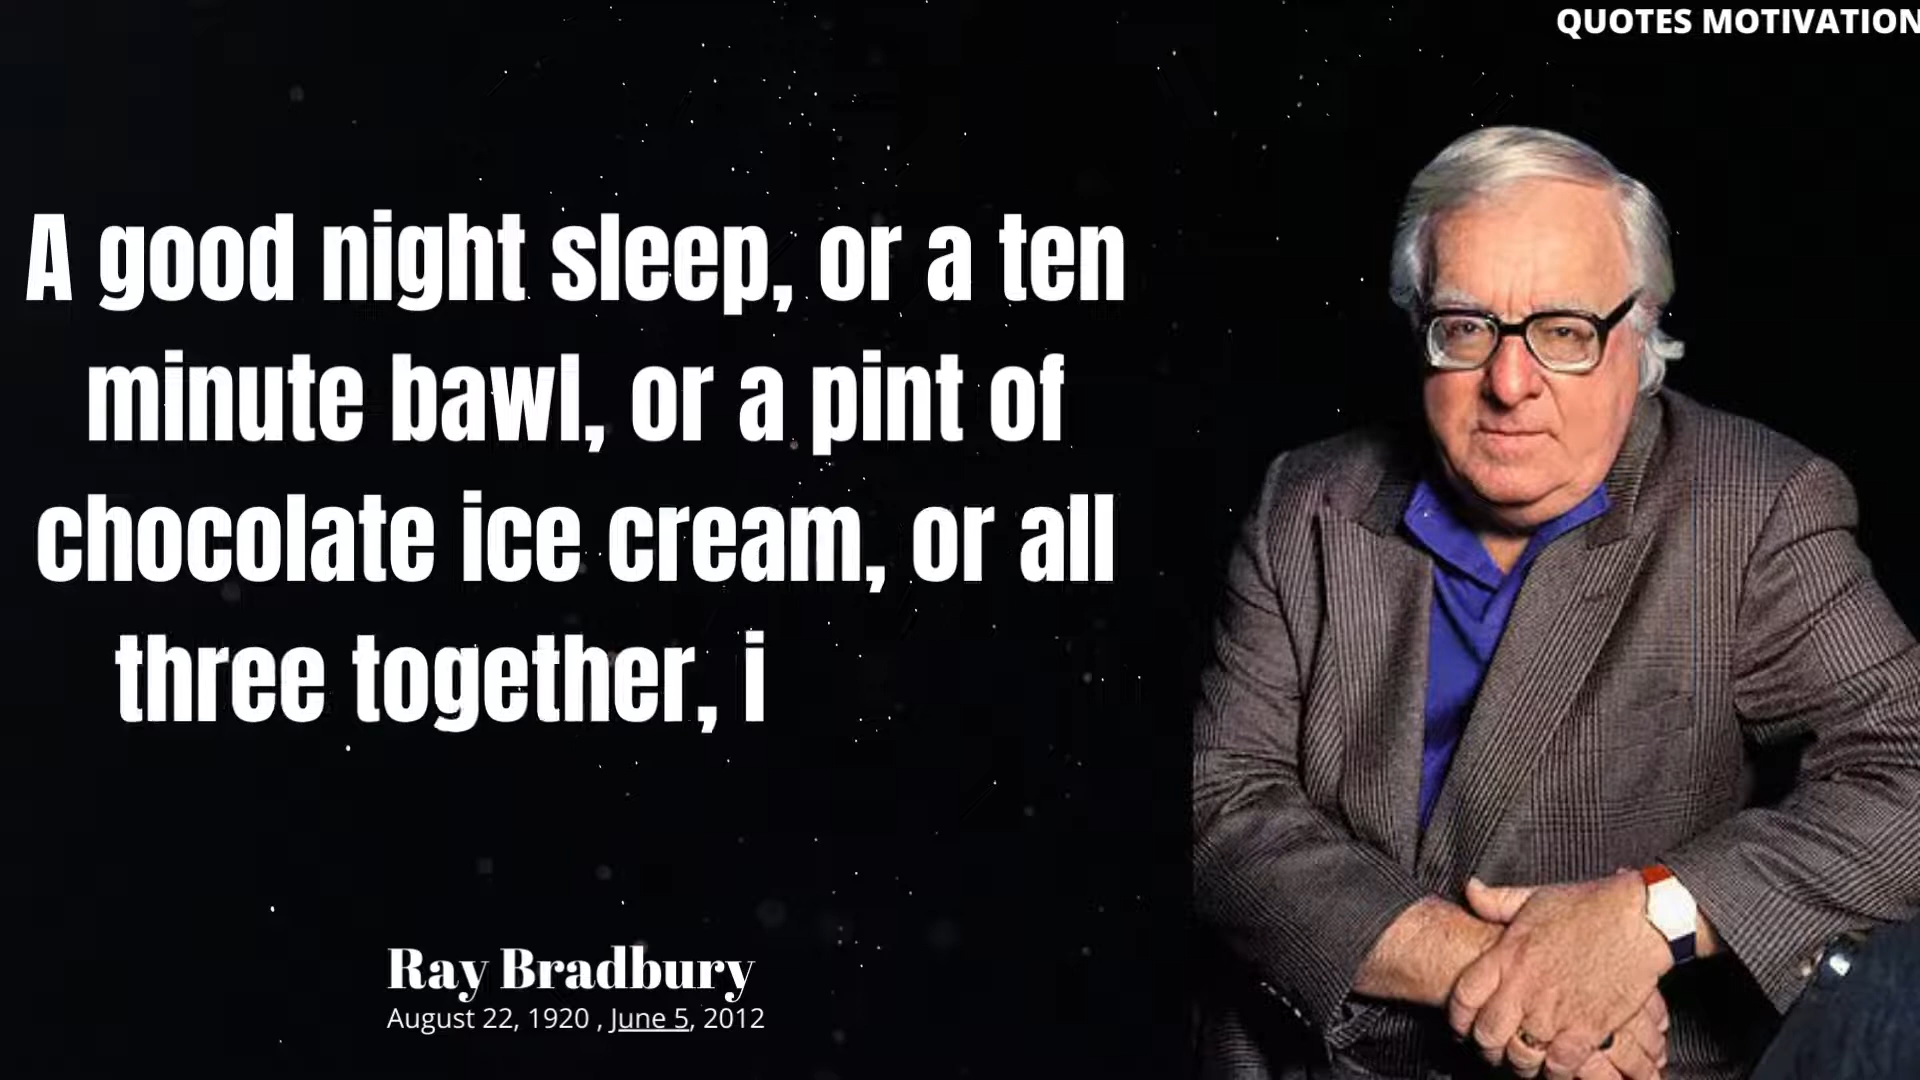 QUOTES MOTIVATION
A good night sleep, or a ten
minute bawl, or a pint of
chocolate ice cream, or all
three together, i
Ray Bradbury
August 22, 1920 , June 5, 2012